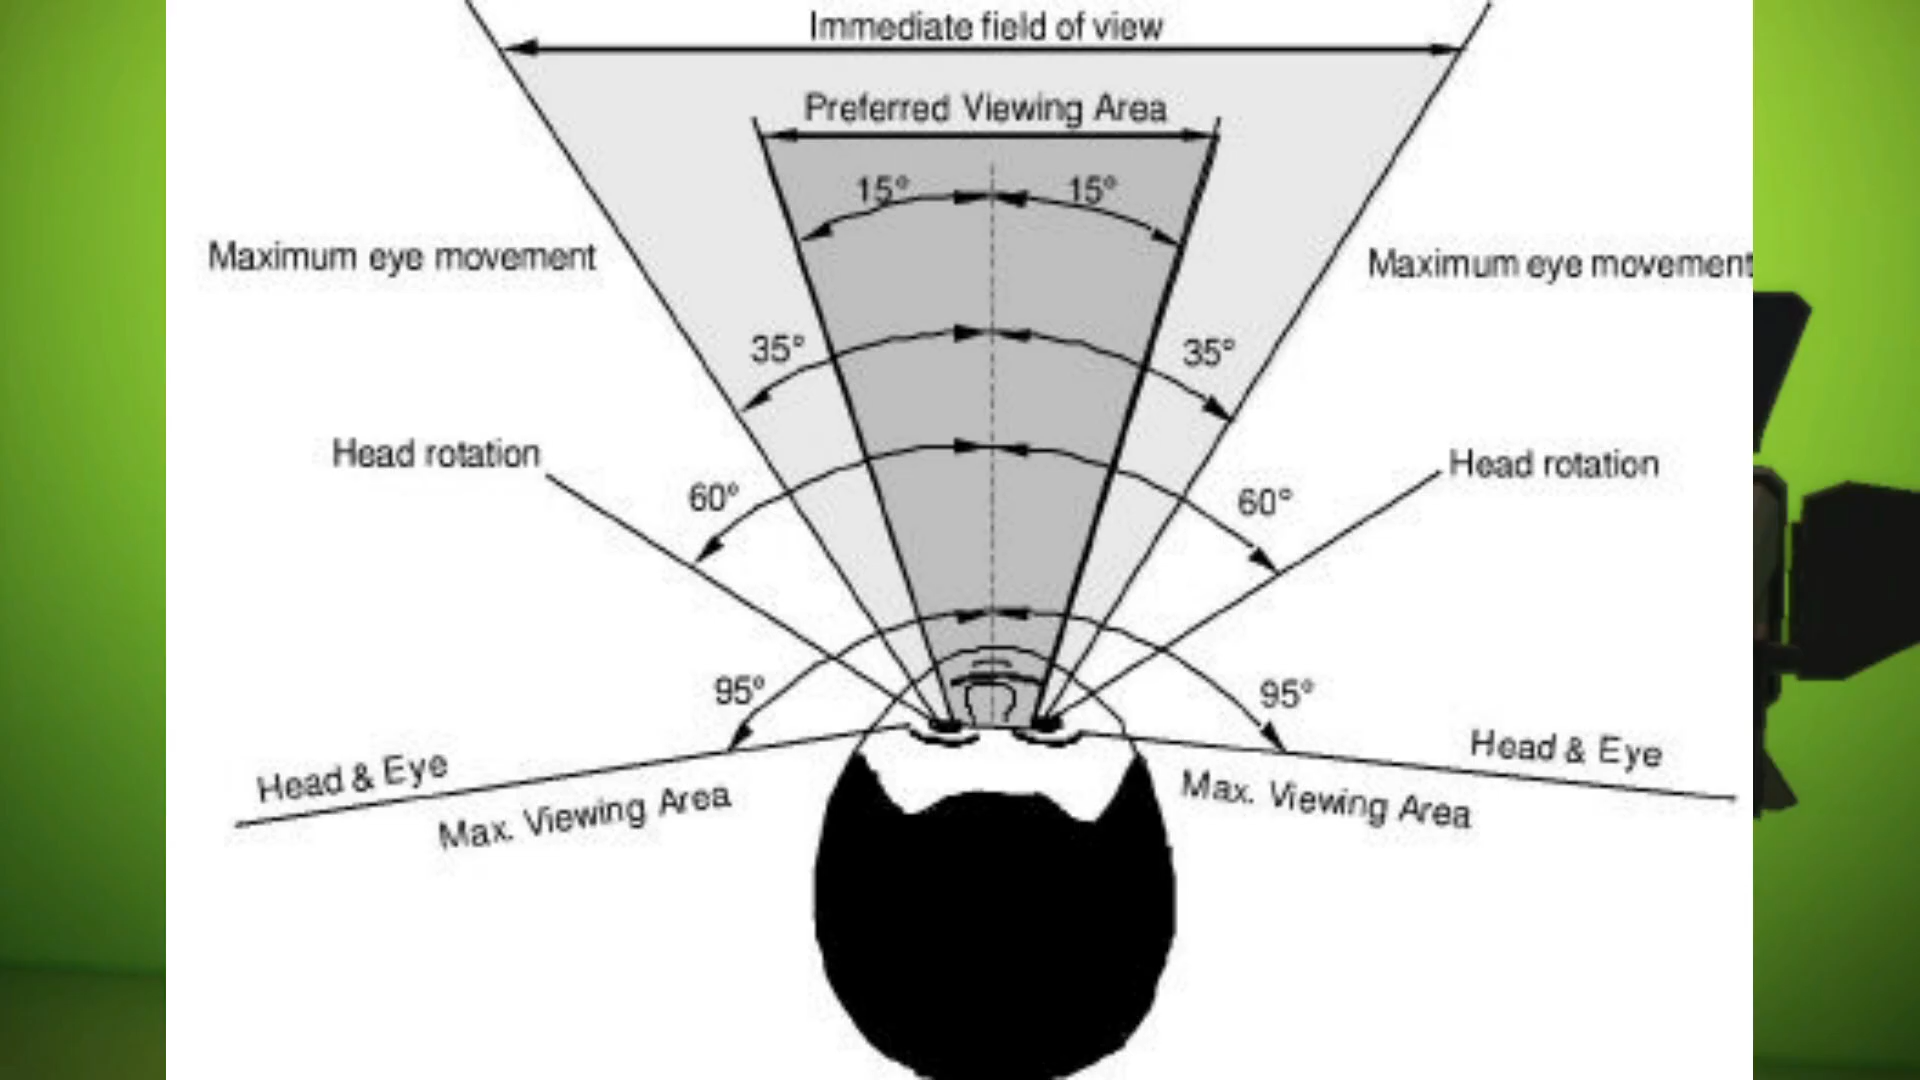 Immediate field of view
Preferred Viewing Area
15° 15°
Maximum eye movement
Maximum eye movement
35° 35°
Head rotation
Head rotation
60° 60°
95° 95°
Head & Eye
Max. Viewing Area
Head & Eye
Max. Viewing Area